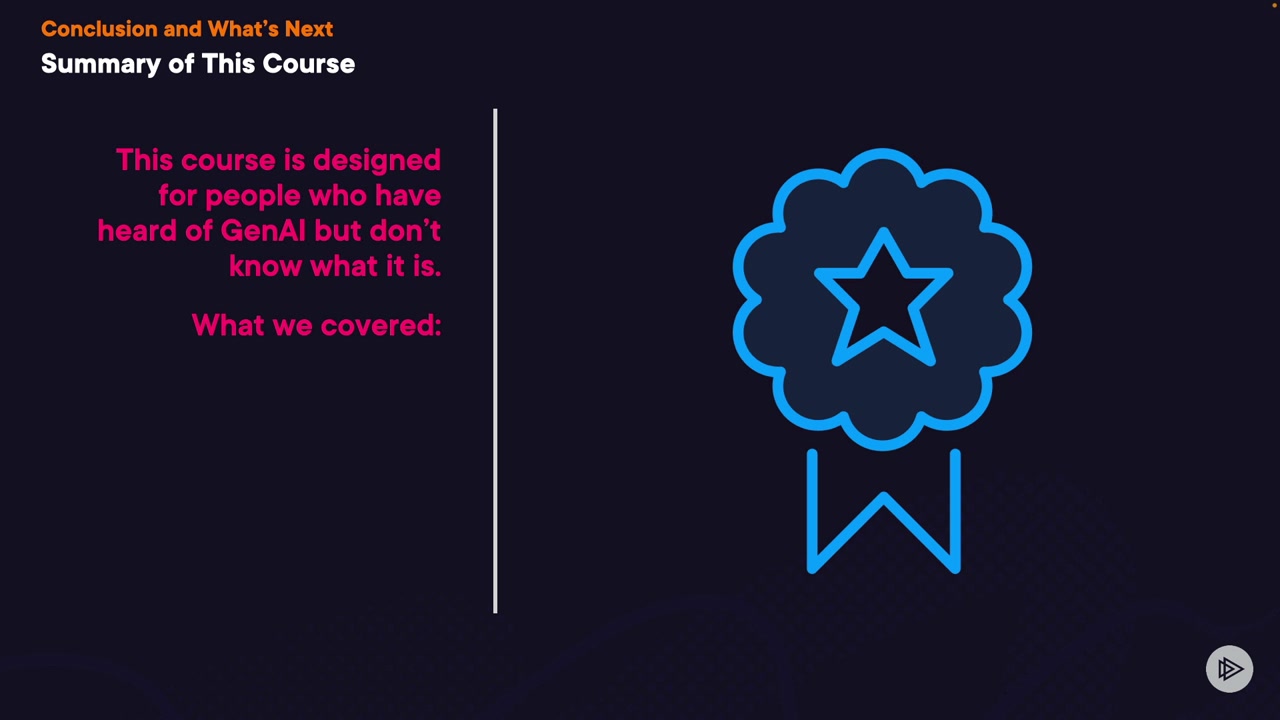 Conclusion and What’s Next
Summary of This Course
This course is designed
for people who have
heard of GenAI but don’t
know what it is.
What we covered: